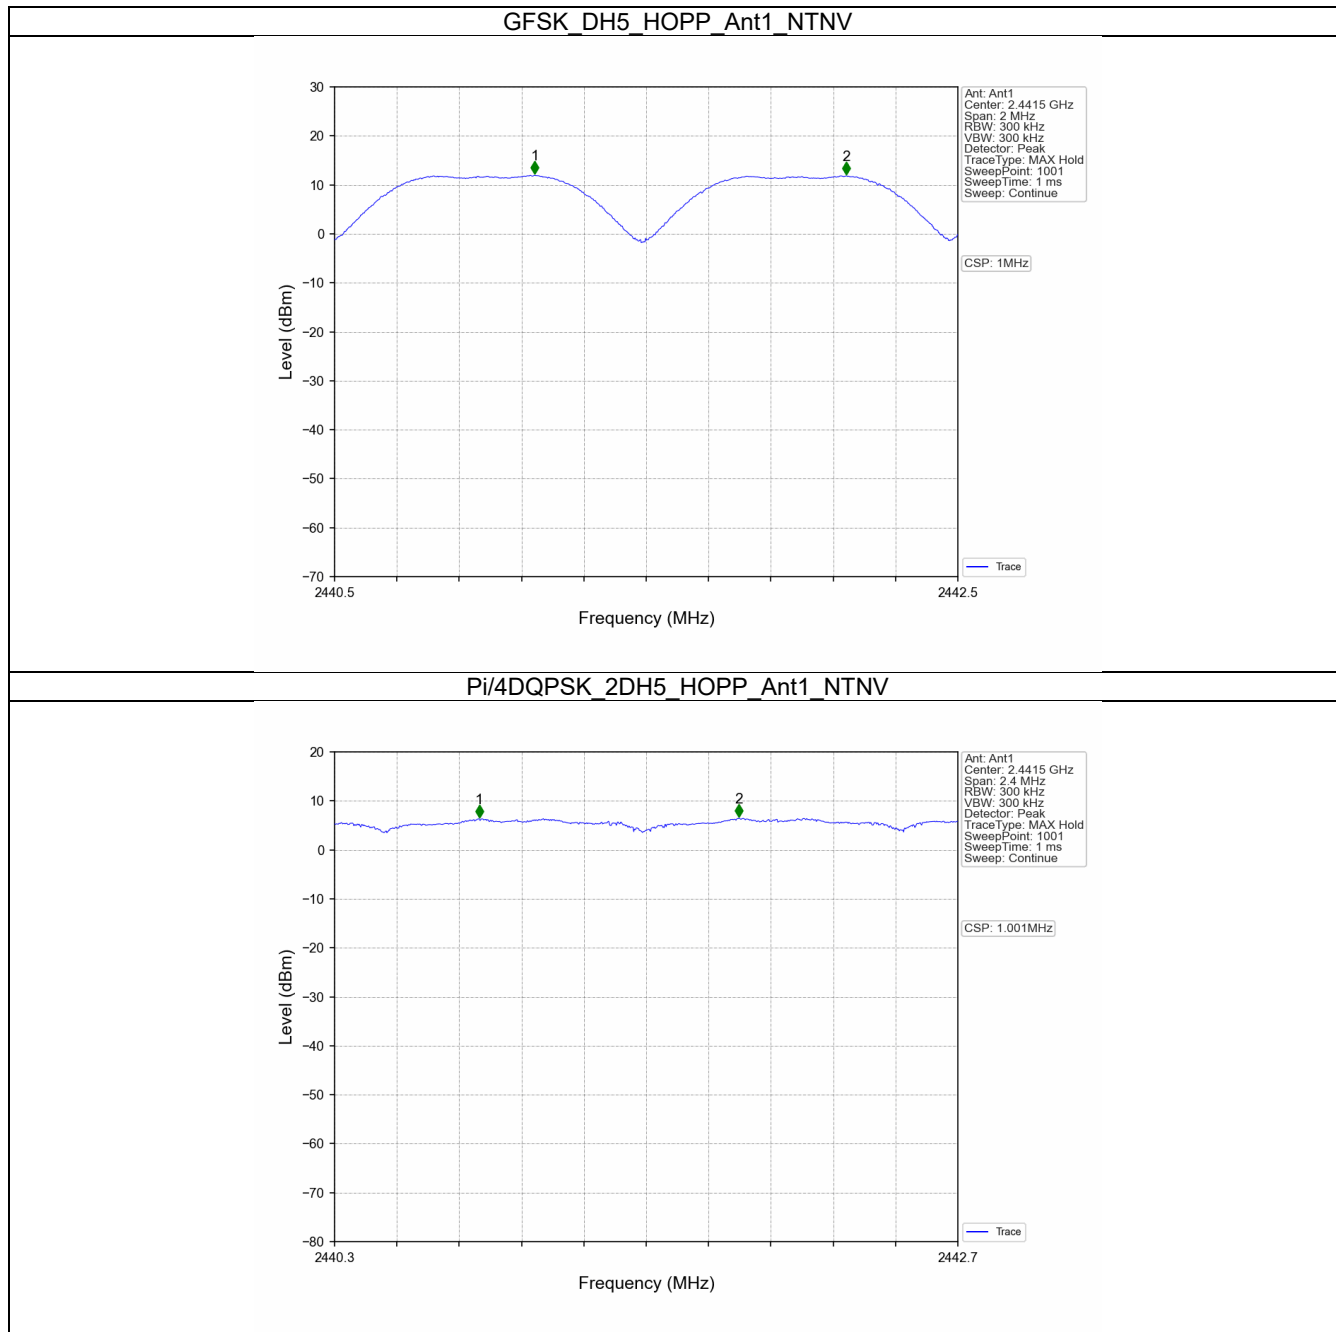 GFSK_DH5_HOPP_Ant1_NTNV
30
20
10
0
−10
−20
−30
−40
−50
−60
−70
Level (dBm)
1
2
2440.5
2442.5
Frequency (MHz)
Ant: Ant1
Center: 2.4415 GHz
Span: 2 MHz
RBW: 300 kHz
VBW: 300 kHz
Detector: Peak
TraceType: MAX Hold
SweepPoint: 1001
SweepTime: 1 ms
Sweep: Continue
CSP: 1MHz
Trace
Pi/4DQPSK_2DH5_HOPP_Ant1_NTNV
20
10
0
−10
−20
−30
−40
−50
−60
−70
−80
Level (dBm)
1
2
2440.3
2442.7
Frequency (MHz)
Ant: Ant1
Center: 2.4415 GHz
Span: 2.4 MHz
RBW: 300 kHz
VBW: 300 kHz
Detector: Peak
TraceType: MAX Hold
SweepPoint: 1001
SweepTime: 1 ms
Sweep: Continue
CSP: 1.001MHz
Trace